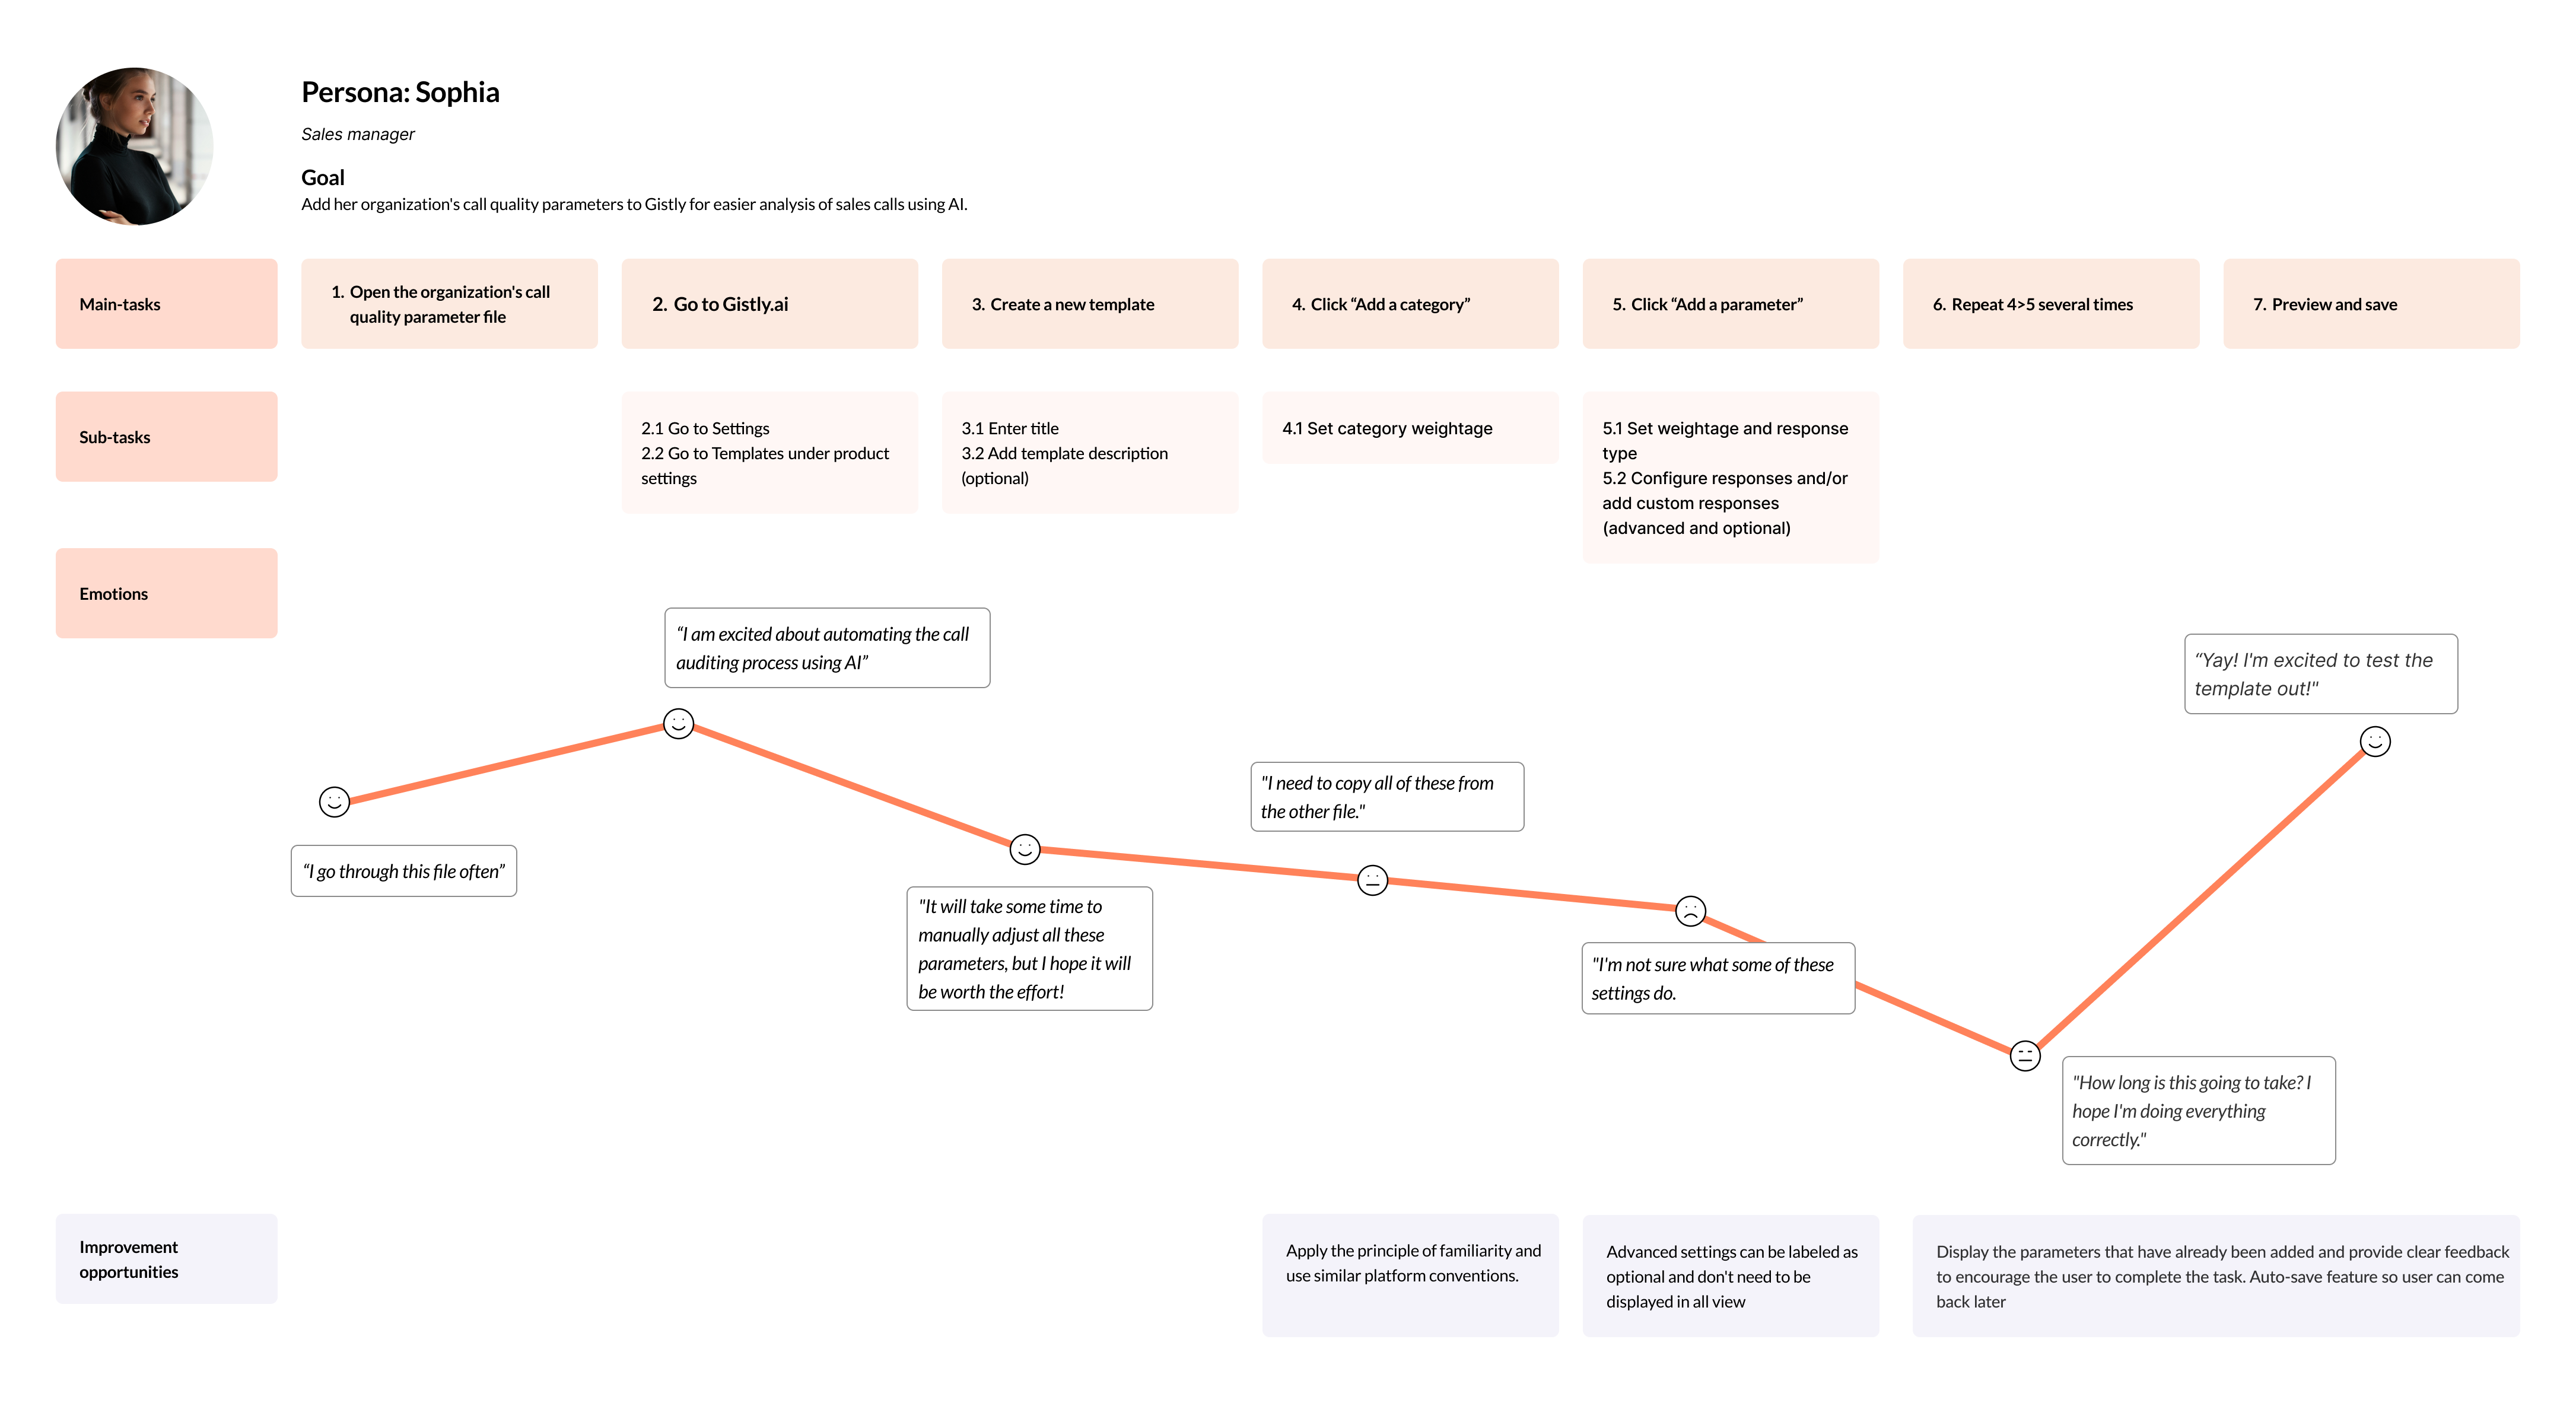 Persona: Sophia
Sales manager
Goal
Add her organization's call quality parameters to Gistly for easier analysis of sales calls using AI.
Main-tasks
1. Open the organization's call
quality parameter file
2. Go to Gistly.ai
3. Create a new template
4. Click “Add a category”
5. Click “Add a parameter”
6. Repeat 4>5 several times
7. Preview and save
Sub-tasks
2.1 Go to Settings
2.2 Go to Templates under product
settings
3.1 Enter title
3.2 Add template description
(optional)
4.1 Set category weightage
5.1 Set weightage and response
type
5.2 Configure responses and/or
add custom responses
(advanced and optional)
Emotions
“I go through this file often”
“I am excited about automating the call
auditing process using AI”
"It will take some time to
manually adjust all these
parameters, but I hope it will
be worth the effort!
"I need to copy all of these from
the other file."
"I'm not sure what some of these
settings do.
"How long is this going to take? I
hope I'm doing everything
correctly."
“Yay! I'm excited to test the
template out!"
Improvement
opportunities
Apply the principle of familiarity and
use similar platform conventions.
Advanced settings can be labeled as
optional and don't need to be
displayed in all view
Display the parameters that have already been added and provide clear feedback
to encourage the user to complete the task. Auto-save feature so user can come
back later